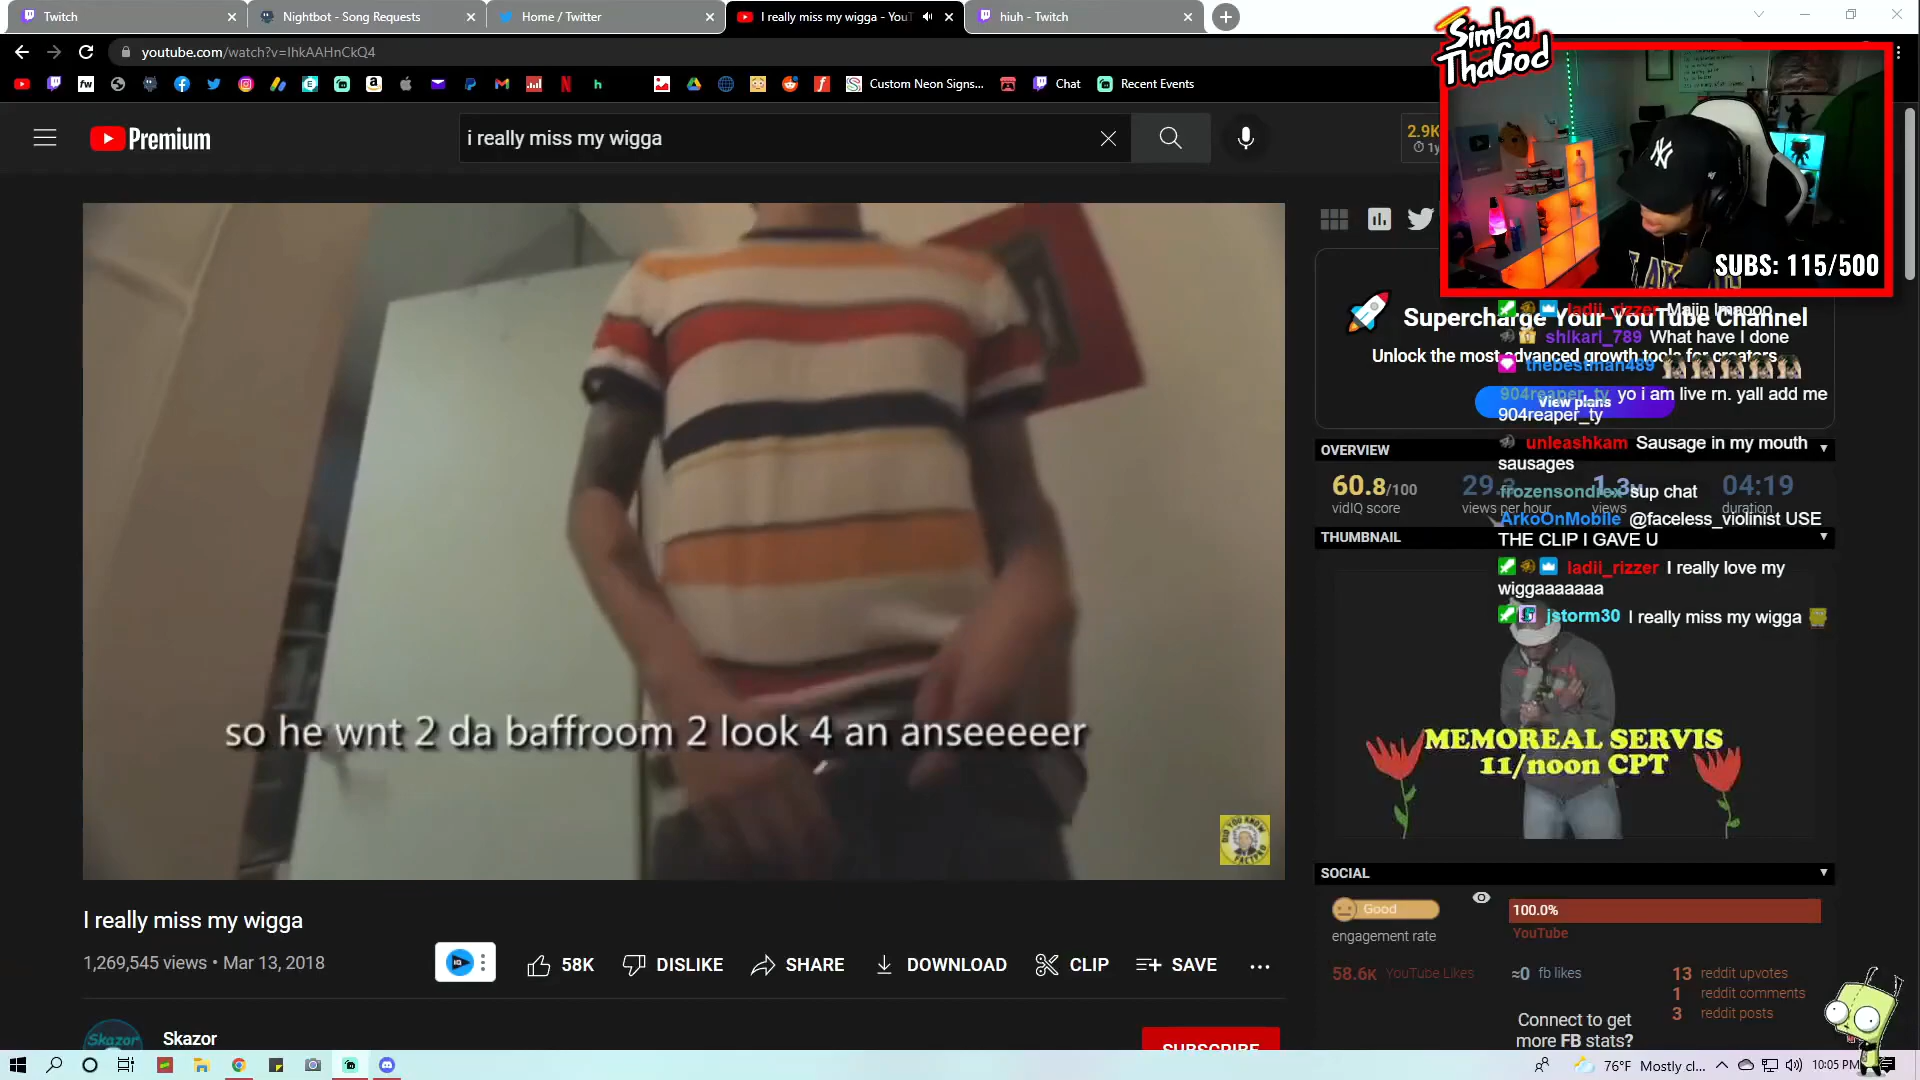 Twitch
Nightbot - Song Requests
Home / Twitter
I really miss my wigga - YouT
hiuh - Twitch
youtube.com/watch?v=IhkAAHnCkQ4
Custom Neon Signs...
Chat
Recent Events
Simba
ThaGod
Premium
i really miss my wigga
2.9K
1y
SUBS: 115/500
so he wnt 2 da baffroom 2 look 4 an anseeeeer
Supercharge Your YouTube Channel
Unlock the most advanced growth tools for creators
View plans
ladii_rizzer Maijn lmaooo
shikari_789 What have I done
thebestman489
904reaper_ty yo i am live rn. yall add me
904reaper_ty
unleashkam Sausage in my mouth
sausages
frozensondrex sup chat
ArkoOnMobile @faceless_violinist USE
THE CLIP I GAVE U
ladii_rizzer I really love my
wiggaaaaaaa
jstorm30 I really miss my wigga
OVERVIEW
60.8/100
vidIQ score
views per hour
views
04:19
duration
THUMBNAIL
MEMOREAL SERVIS
11/noon CPT
SOCIAL
Good
engagement rate
100.0%
YouTube
58.6K YouTube Likes
≈0 fb likes
13 reddit upvotes
1 reddit comments
3 reddit posts
Connect to get
more FB stats?
I really miss my wigga
1,269,545 views • Mar 13, 2018
58K
DISLIKE
SHARE
DOWNLOAD
CLIP
SAVE
Skazor
Skazor
SUBSCRIBE
76°F Mostly cl...
10:05 PM